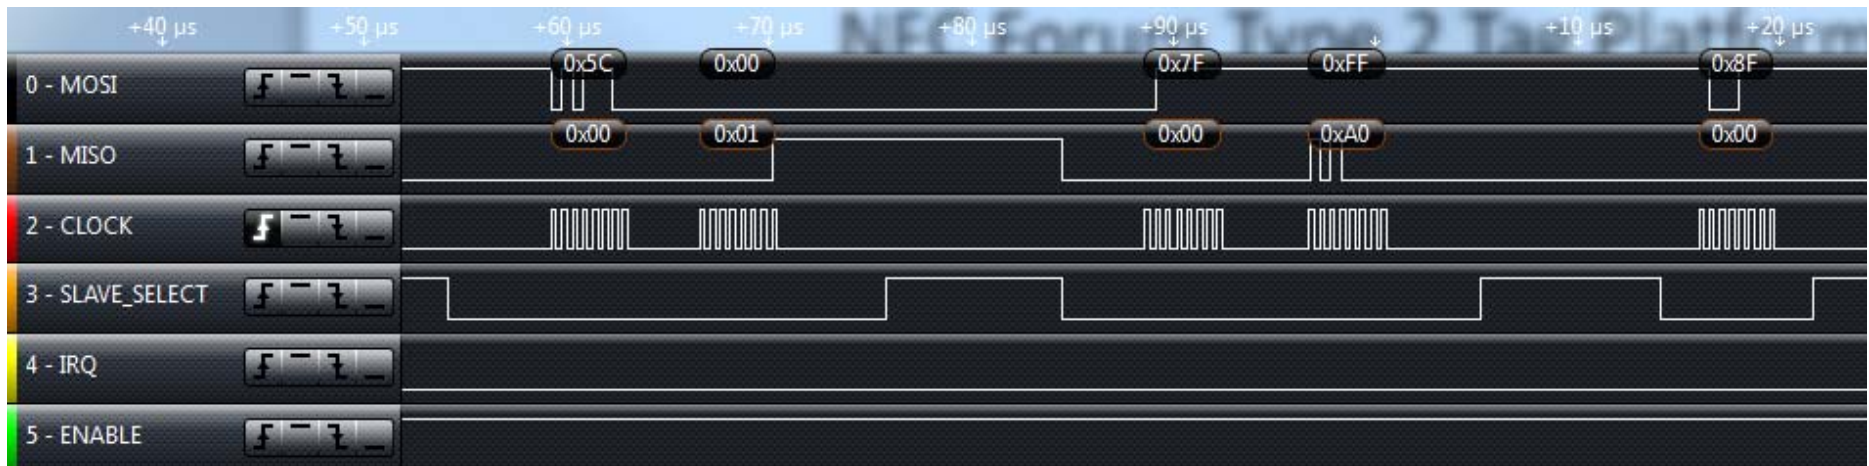 NFC Forum Type 2 Tag Platform
+40 µs +50 µs +60 µs +70 µs +80 µs +90 µs +10 µs +20 µs
0 - MOSI 0x5C 0x00 0x7F 0xFF 0x8F
1 - MISO 0x00 0x01 0x00 0xA0 0x00
2 - CLOCK
3 - SLAVE_SELECT
4 - IRQ
5 - ENABLE